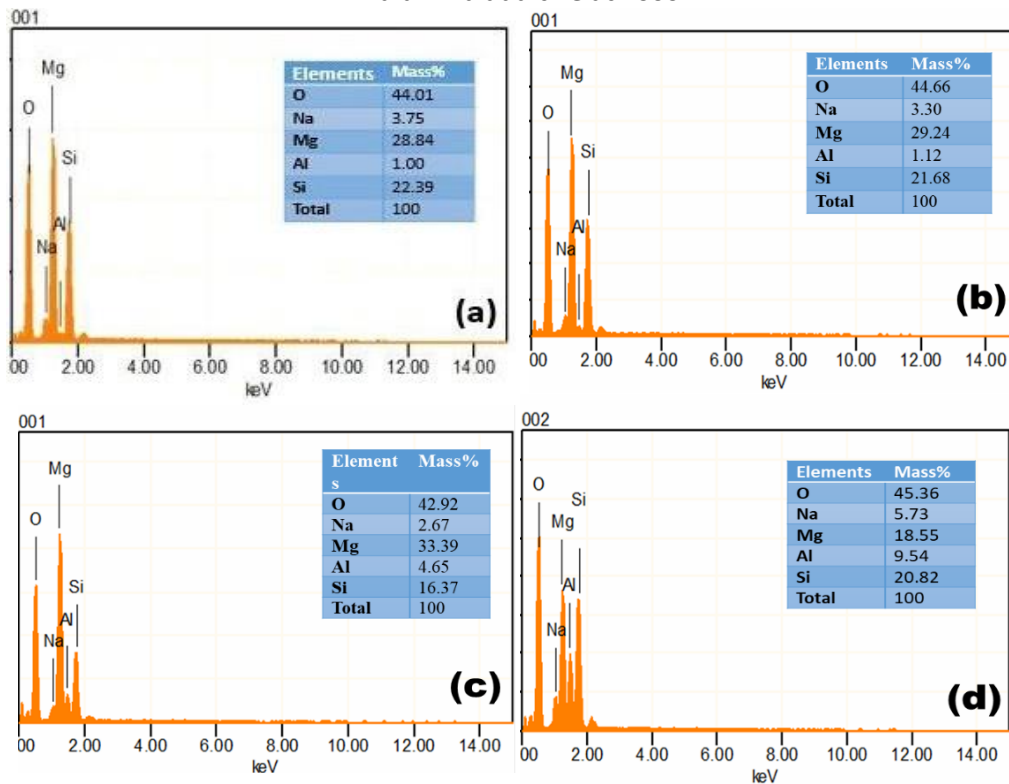 001
Mg
O
Si
Al
Na
Elements Mass%
O 44.01
Na 3.75
Mg 28.84
Al 1.00
Si 22.39
Total 100
(a)
00 2.00 4.00 6.00 8.00 10.00 12.00 14.00
keV
001
Mg
O
Si
Al
Na
Elements Mass%
O 44.66
Na 3.30
Mg 29.24
Al 1.12
Si 21.68
Total 100
(b)
00 2.00 4.00 6.00 8.00 10.00 12.00 14.00
keV
001
Mg
O
Si
Al
Na
Element Mass%
s
O 42.92
Na 2.67
Mg 33.39
Al 4.65
Si 16.37
Total 100
(c)
00 2.00 4.00 6.00 8.00 10.00 12.00 14.00
keV
002
O
Si
Mg
Al
Na
Elements Mass%
O 45.36
Na 5.73
Mg 18.55
Al 9.54
Si 20.82
Total 100
(d)
00 2.00 4.00 6.00 8.00 10.00 12.00 14.00
keV